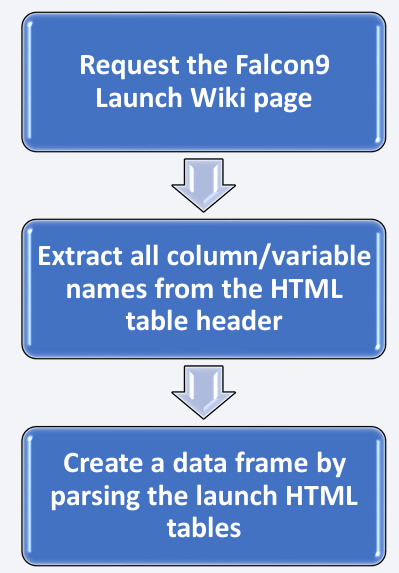 Request the Falcon9
Launch Wiki page
Extract all column/variable
names from the HTML
table header
Create a data frame by
parsing the launch HTML
tables